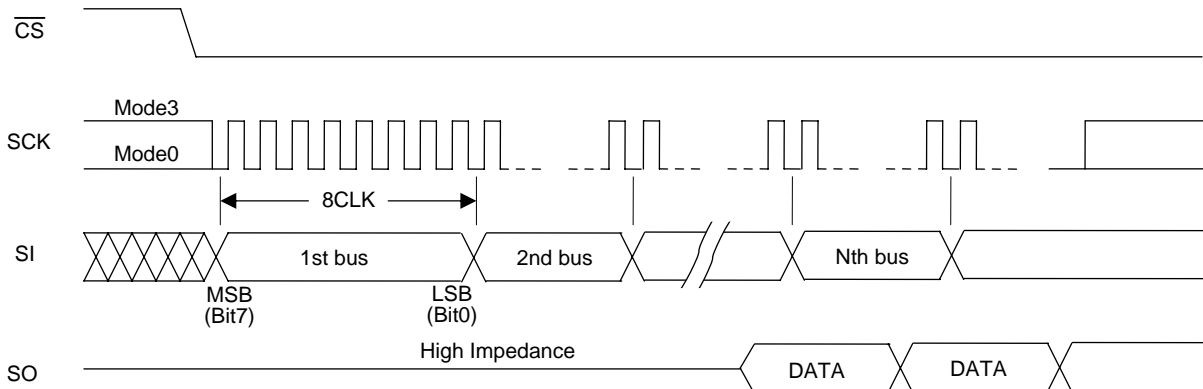 CS
Mode3
SCK
Mode0
8CLK
SI
1st bus
2nd bus
Nth bus
MSB
(Bit7)
LSB
(Bit0)
High Impedance
SO
DATA
DATA